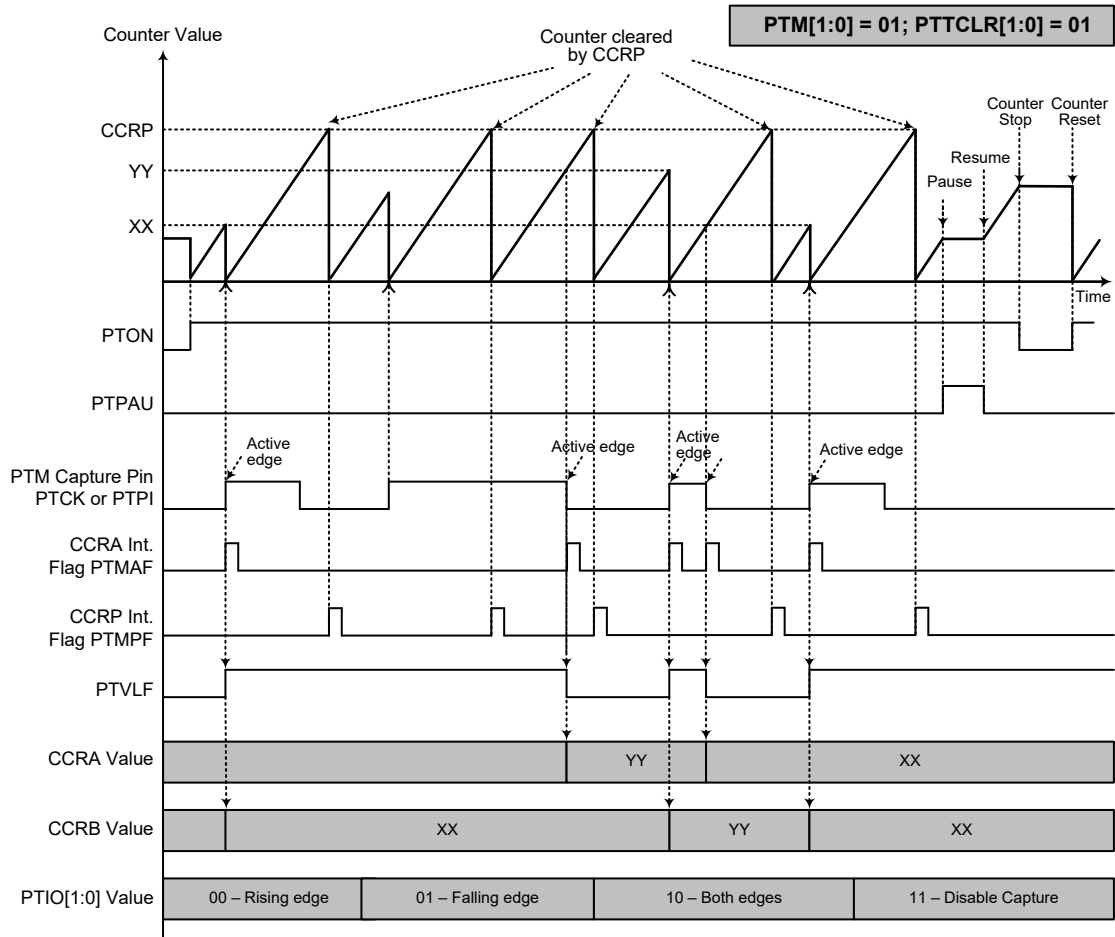 PTM[1:0] = 01; PTTCLR[1:0] = 01
Counter Value
Counter cleared
by CCRP
CCRP
YY
XX
Counter
Stop
Counter
Reset
Resume
Pause
Time
PTON
PTPAU
PTM Capture Pin
PTCK or PTPI
Active
edge
Active edge
Active
edge
Active edge
CCRA Int.
Flag PTMAF
CCRP Int.
Flag PTMPF
PTVLF
CCRA Value
YY
XX
CCRB Value
XX
YY
XX
PTIO[1:0] Value
00 – Rising edge
01 – Falling edge
10 – Both edges
11 – Disable Capture